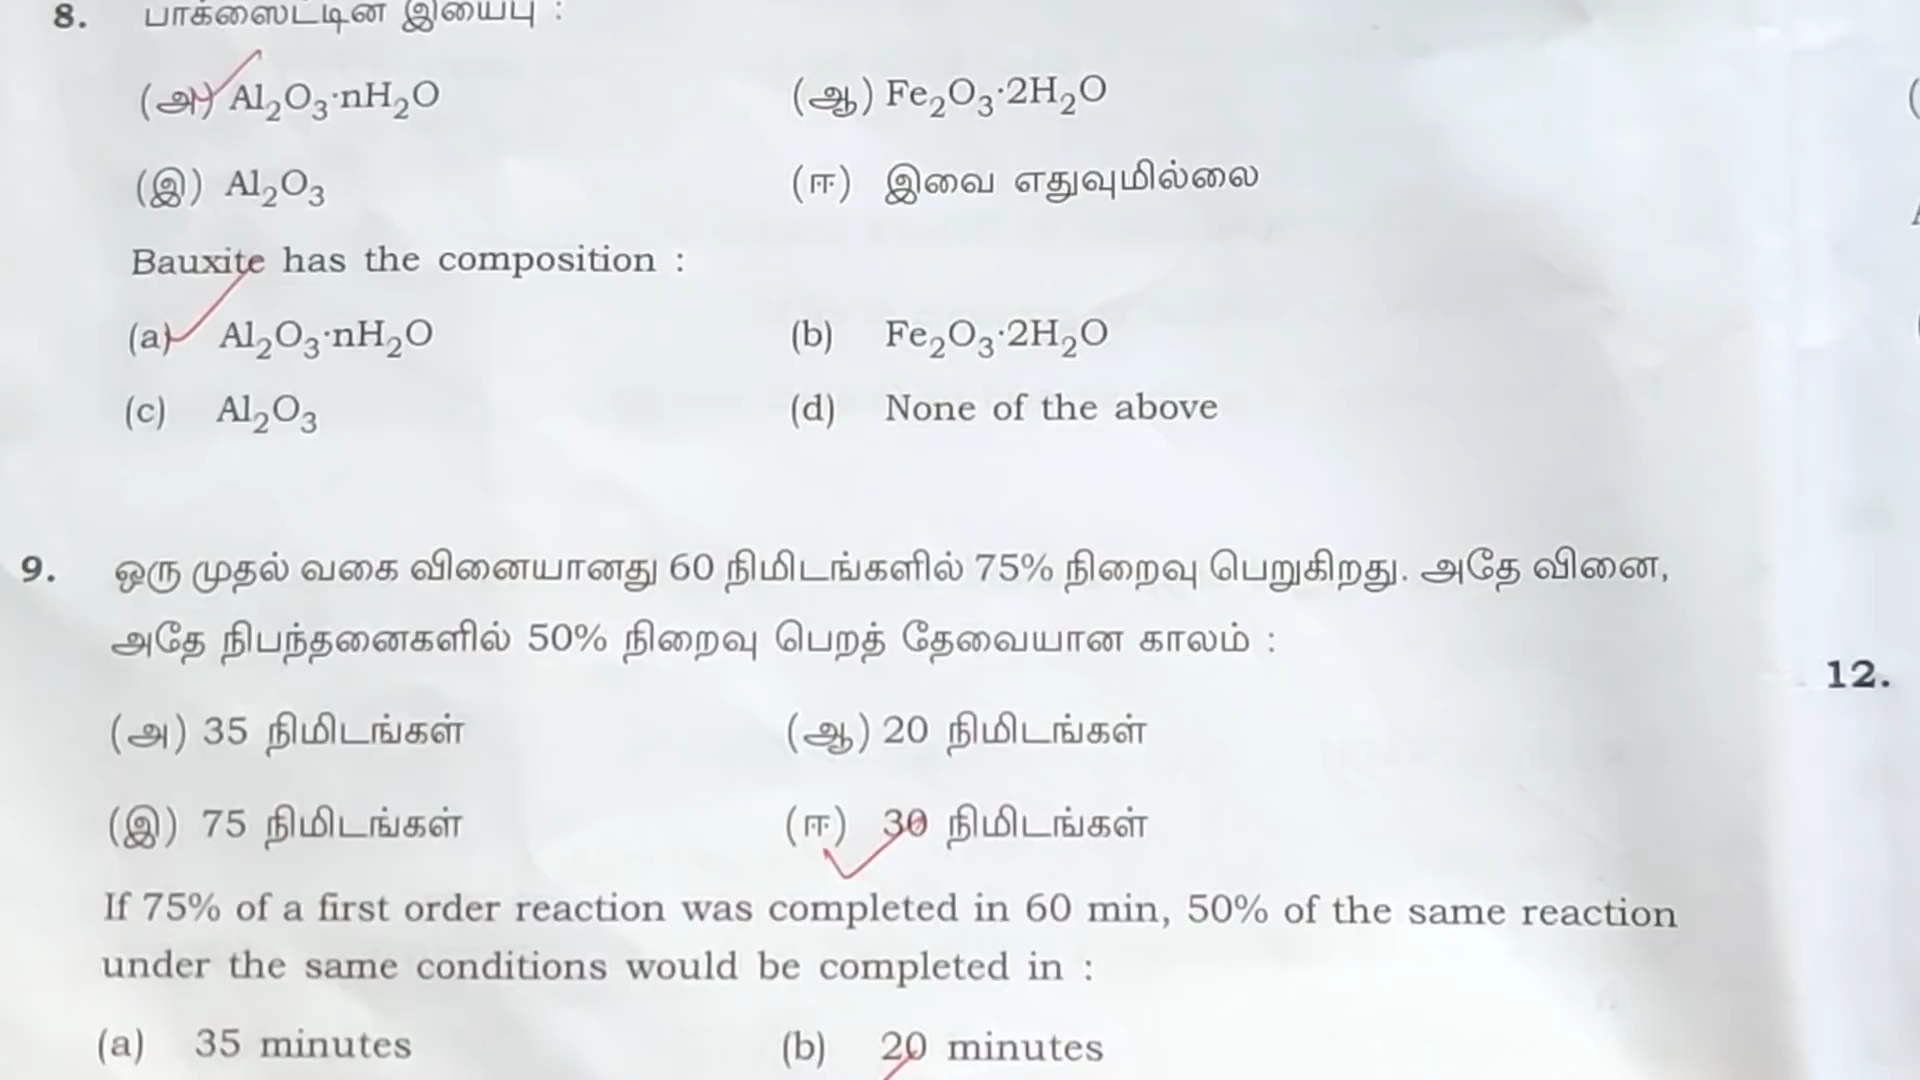 8. பாக்ஸைட்டின் இயைபு :
(அ) Al₂O₃·nH₂O (ஆ) Fe₂O₃·2H₂O
(இ) Al₂O₃ (ஈ) இவை எதுவுமில்லை
Bauxite has the composition :
(a) Al₂O₃·nH₂O (b) Fe₂O₃·2H₂O
(c) Al₂O₃ (d) None of the above
9. ஒரு முதல் வகை வினையானது 60 நிமிடங்களில் 75% நிறைவு பெறுகிறது. அதே வினை,
அதே நிபந்தனைகளில் 50% நிறைவு பெறத் தேவையான காலம் :
12.
(அ) 35 நிமிடங்கள் (ஆ) 20 நிமிடங்கள்
(இ) 75 நிமிடங்கள் (ஈ) 30 நிமிடங்கள்
If 75% of a first order reaction was completed in 60 min, 50% of the same reaction
under the same conditions would be completed in :
(a) 35 minutes (b) 20 minutes